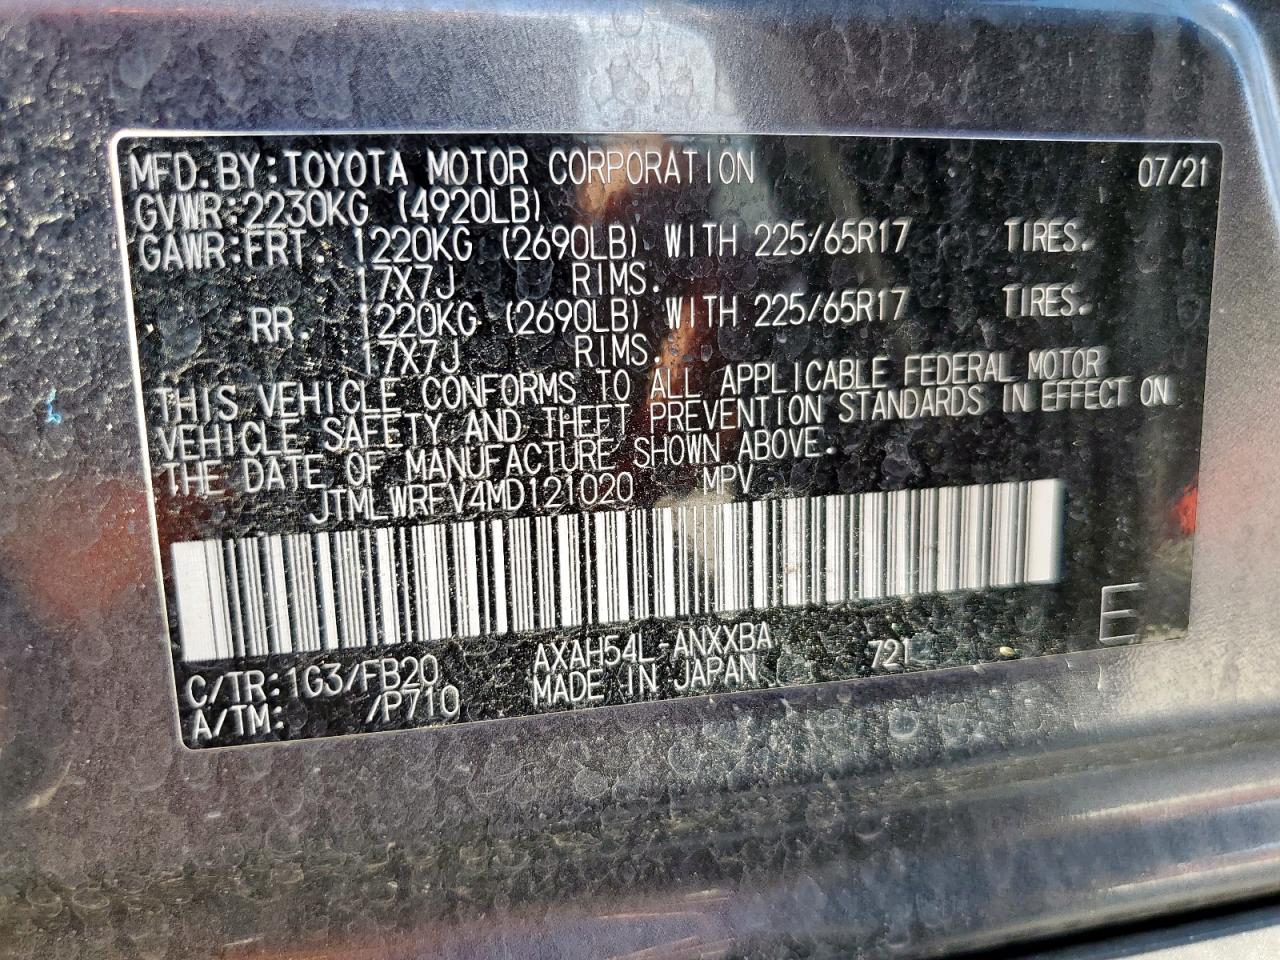 MFD.BY:TOYOTA MOTOR CORPORATION 07/21
GVWR:2230KG (4920LB)
GAWR:FRT. 1220KG (2690LB) WITH 225/65R17 TIRES.
17X7J RIMS.
RR. 1220KG (2690LB) WITH 225/65R17 TIRES.
17X7J RIMS.
THIS VEHICLE CONFORMS TO ALL APPLICABLE FEDERAL MOTOR
VEHICLE SAFETY AND THEFT PREVENTION STANDARDS IN EFFECT ON
THE DATE OF MANUFACTURE SHOWN ABOVE.
JTMLWRFV4MD121020 MPV
C/TR:1G3/FB20 AXAH54L-ANXXBA 721 E
A/TM: /P710 MADE IN JAPAN